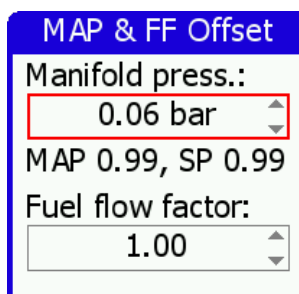 MAP & FF Offset
Manifold press.:
0.06 bar
MAP 0.99, SP 0.99
Fuel flow factor:
1.00